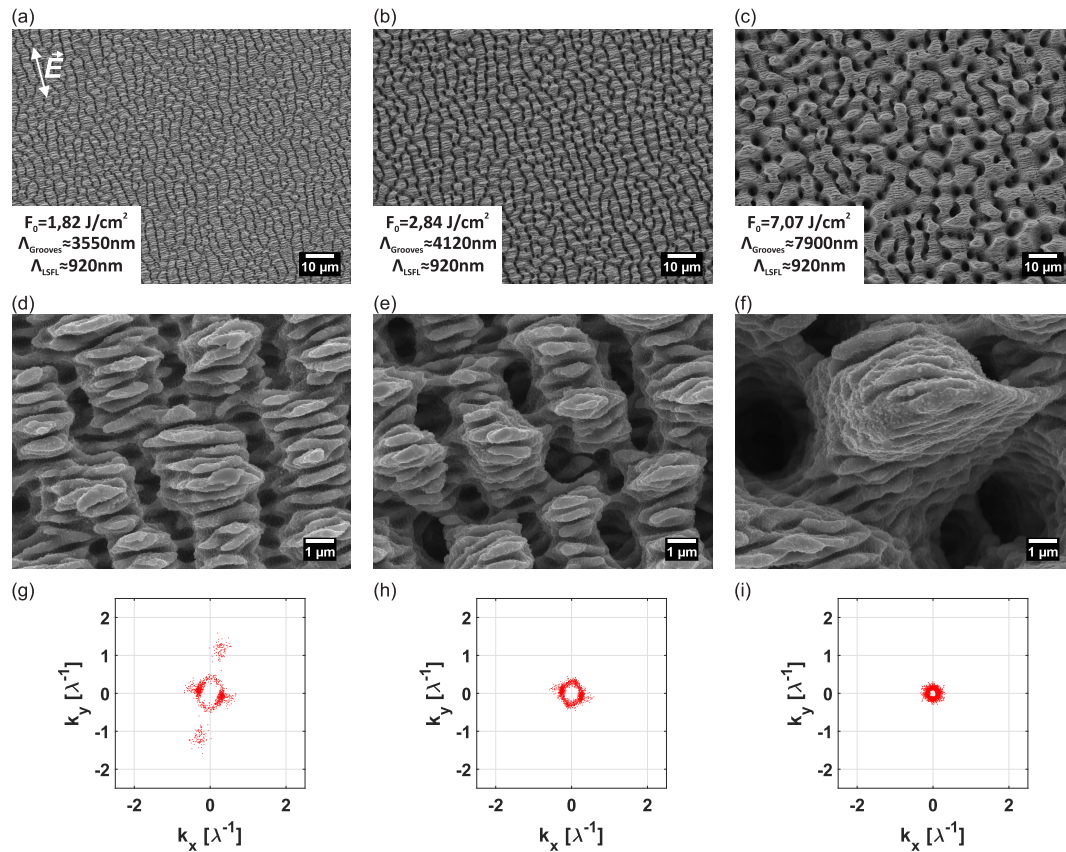 (a)
(b)
(c)
E
F₀=1,82 J/cm²
Λ_Grooves≈3550nm
Λ_LSFL≈920nm
10 µm
F₀=2,84 J/cm²
Λ_Grooves≈4120nm
Λ_LSFL≈920nm
10 µm
F₀=7,07 J/cm²
Λ_Grooves≈7900nm
Λ_LSFL≈920nm
10 µm
(d)
(e)
(f)
1 µm
1 µm
1 µm
(g)
(h)
(i)
2
1
0
-1
-2
k_y [λ⁻¹]
-2 0 2
k_x [λ⁻¹]
2
1
0
-1
-2
k_y [λ⁻¹]
-2 0 2
k_x [λ⁻¹]
2
1
0
-1
-2
k_y [λ⁻¹]
-2 0 2
k_x [λ⁻¹]